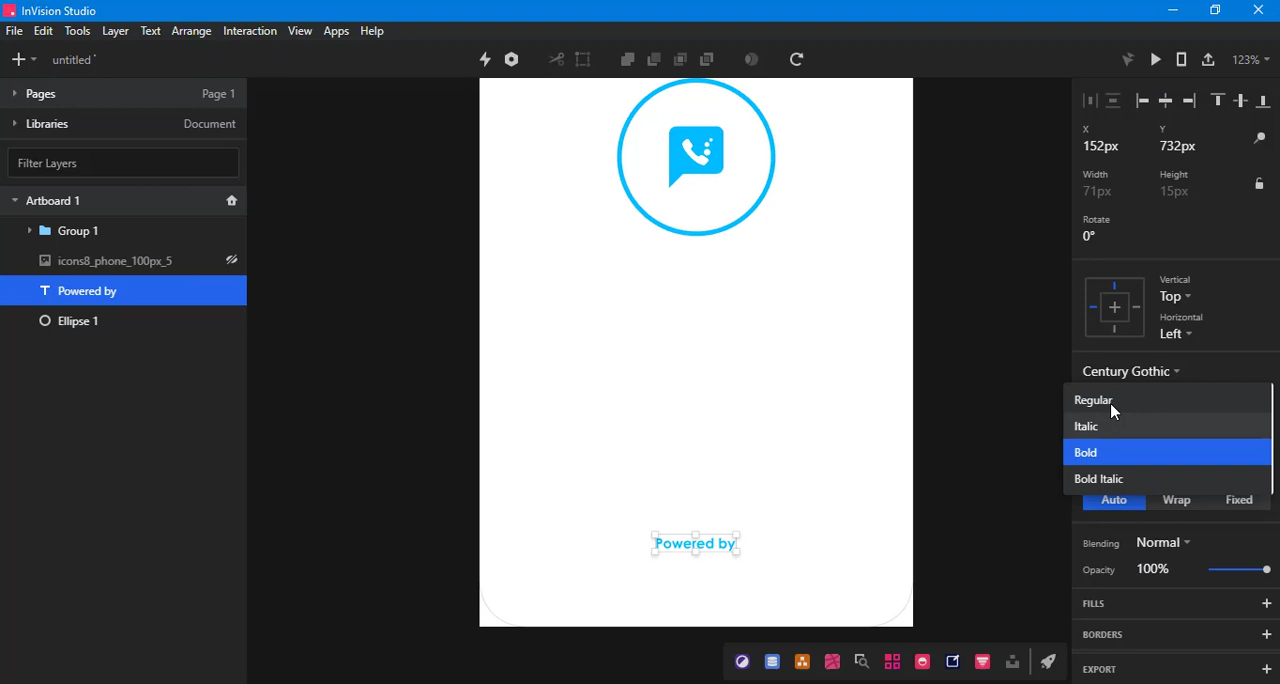 InVision Studio
File Edit Tools Layer Text Arrange Interaction View Apps Help
untitled*
123%
Pages Page 1
Libraries Document
Filter Layers
Artboard 1
Group 1
icons8_phone_100px_5
Powered by
Ellipse 1
Powered by
X Y
152px 732px
Width Height
71px 15px
Rotate
0°
Vertical
Top
Horizontal
Left
Century Gothic
Regular
Italic
Bold
Bold Italic
Auto Wrap Fixed
Blending Normal
Opacity 100%
FILLS
BORDERS
EXPORT